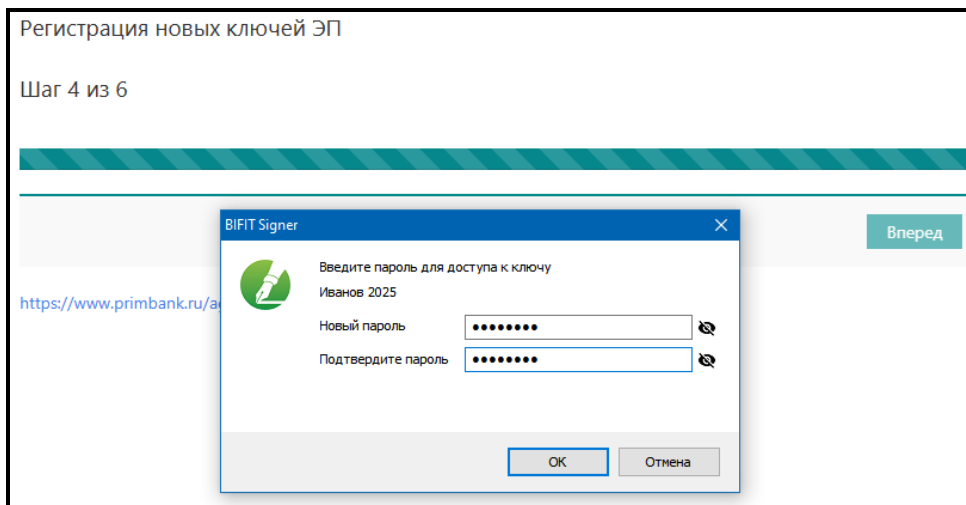 Регистрация новых ключей ЭП
Шаг 4 из 6
BIFIT Signer
Вперед
Введите пароль для доступа к ключу
Иванов 2025
https://www.primbank.ru/a
Новый пароль
Подтвердите пароль
ОК
Отмена